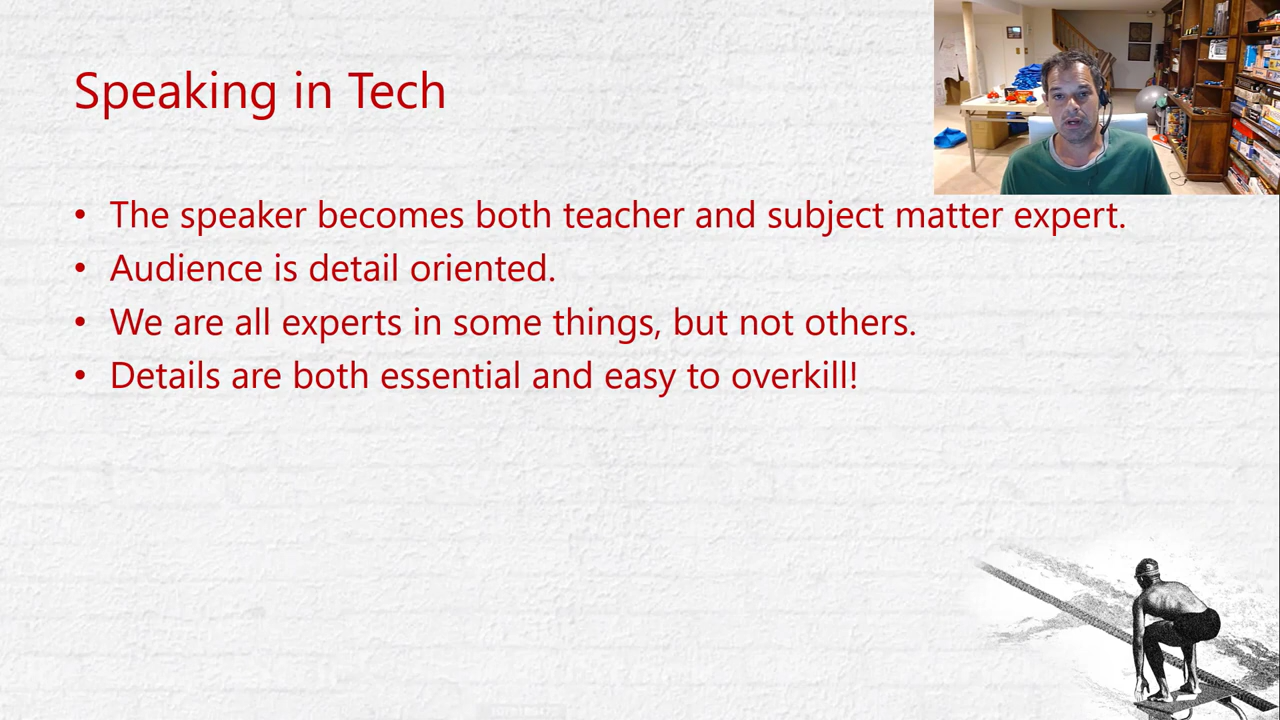 Speaking in Tech
• The speaker becomes both teacher and subject matter expert.
• Audience is detail oriented.
• We are all experts in some things, but not others.
• Details are both essential and easy to overkill!